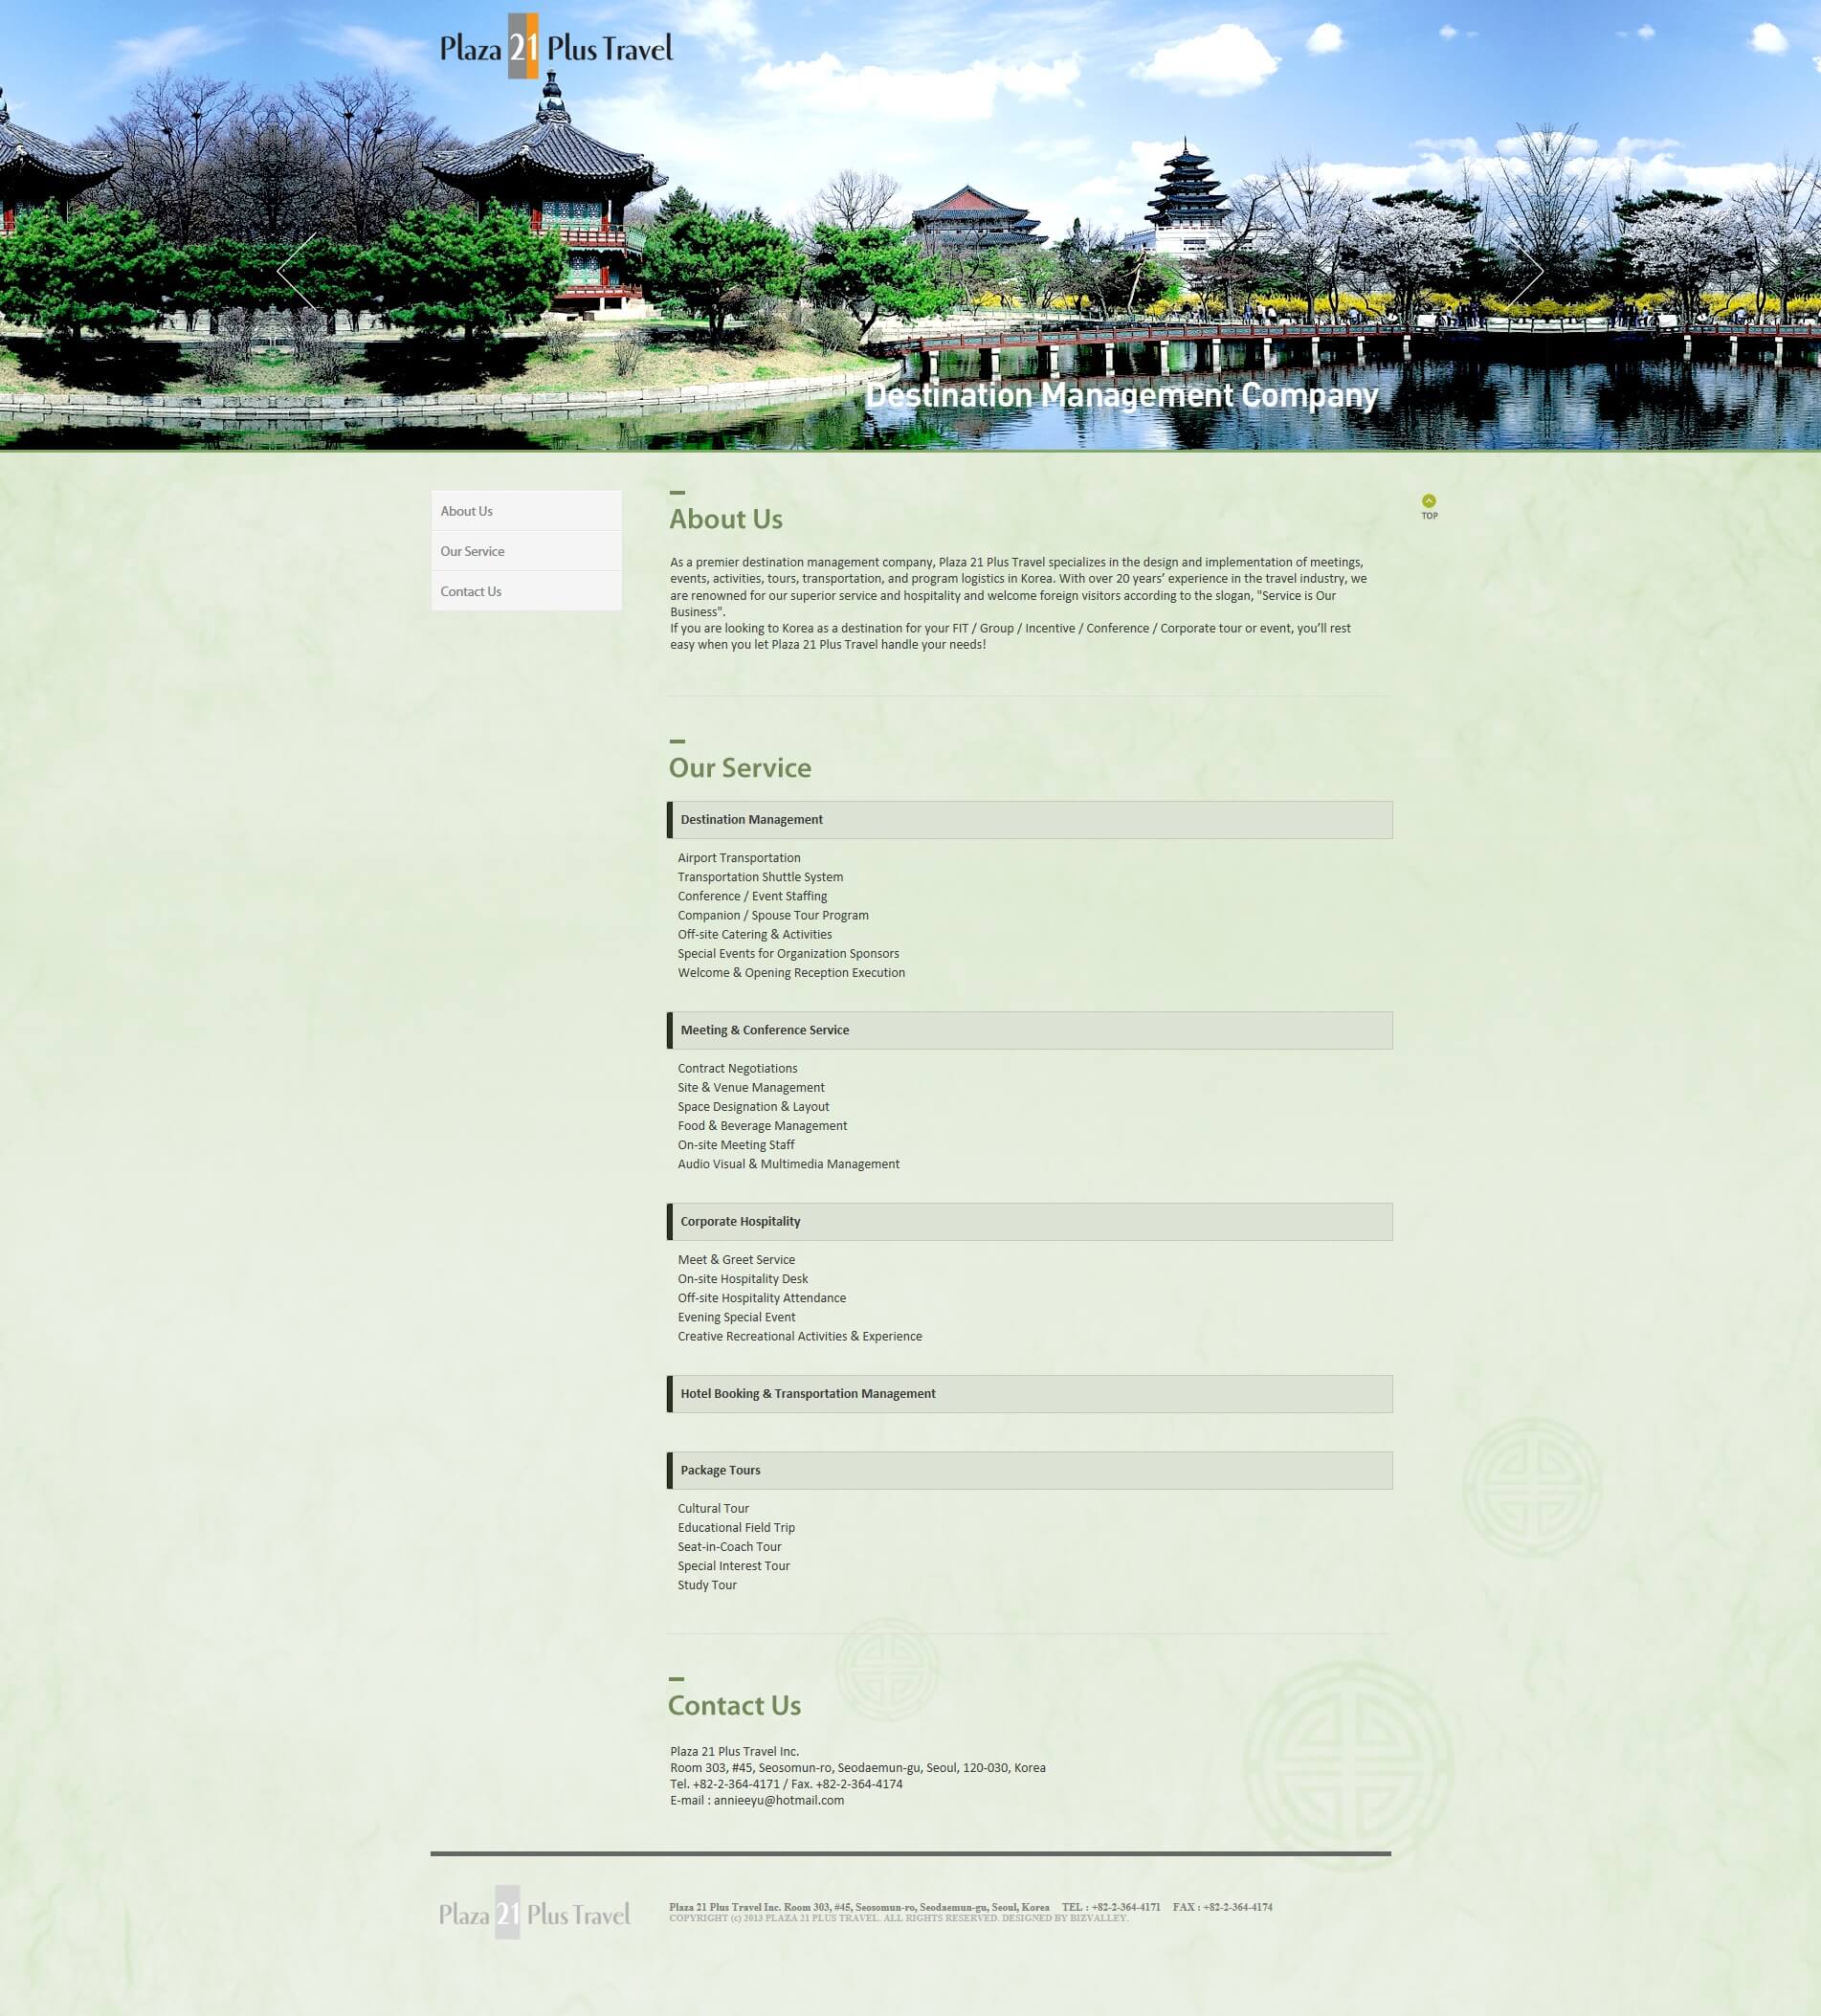 Plaza 21 Plus Travel
Destination Management Company
About Us
Our Service
Contact Us
TOP
About Us
As a premier destination management company, Plaza 21 Plus Travel specializes in the design and implementation of meetings,
events, activities, tours, transportation, and program logistics in Korea. With over 20 years’ experience in the travel industry, we
are renowned for our superior service and hospitality and welcome foreign visitors according to the slogan, "Service is Our
Business".
If you are looking to Korea as a destination for your FIT / Group / Incentive / Conference / Corporate tour or event, you’ll rest
easy when you let Plaza 21 Plus Travel handle your needs!
Our Service
Destination Management
Airport Transportation
Transportation Shuttle System
Conference / Event Staffing
Companion / Spouse Tour Program
Off-site Catering & Activities
Special Events for Organization Sponsors
Welcome & Opening Reception Execution
Meeting & Conference Service
Contract Negotiations
Site & Venue Management
Space Designation & Layout
Food & Beverage Management
On-site Meeting Staff
Audio Visual & Multimedia Management
Corporate Hospitality
Meet & Greet Service
On-site Hospitality Desk
Off-site Hospitality Attendance
Evening Special Event
Creative Recreational Activities & Experience
Hotel Booking & Transportation Management
Package Tours
Cultural Tour
Educational Field Trip
Seat-in-Coach Tour
Special Interest Tour
Study Tour
Contact Us
Plaza 21 Plus Travel Inc.
Room 303, #45, Seosomun-ro, Seodaemun-gu, Seoul, 120-030, Korea
Tel. +82-2-364-4171 / Fax. +82-2-364-4174
E-mail : annieeyu@hotmail.com
Plaza 21 Plus Travel
Plaza 21 Plus Travel Inc. Room 303, #45, Seosomun-ro, Seodaemun-gu, Seoul, Korea TEL : +82-2-364-4171 FAX : +82-2-364-4174
COPYRIGHT (c) 2013 PLAZA 21 PLUS TRAVEL. ALL RIGHTS RESERVED. DESIGNED BY BIZVALLEY.